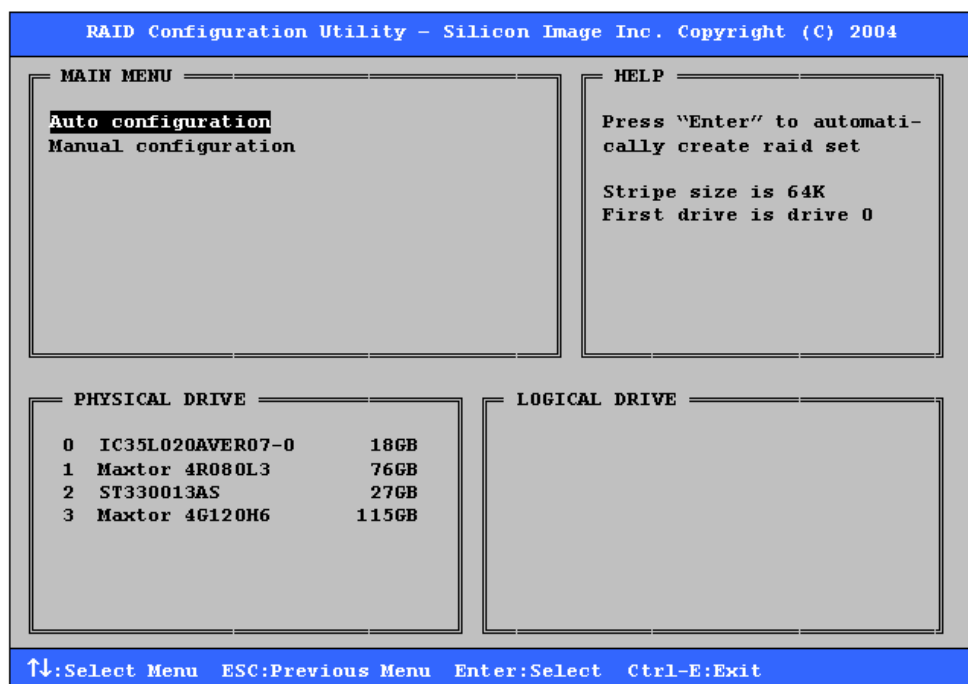 RAID Configuration Utility – Silicon Image Inc. Copyright (C) 2004
MAIN MENU
Auto configuration
Manual configuration
HELP
Press “Enter” to automati-
cally create raid set
Stripe size is 64K
First drive is drive 0
PHYSICAL DRIVE
0 IC35L020AVER07-0 18GB
1 Maxtor 4R080L3 76GB
2 ST330013AS 27GB
3 Maxtor 4G120H6 115GB
LOGICAL DRIVE
↑↓:Select Menu ESC:Previous Menu Enter:Select Ctrl-E:Exit